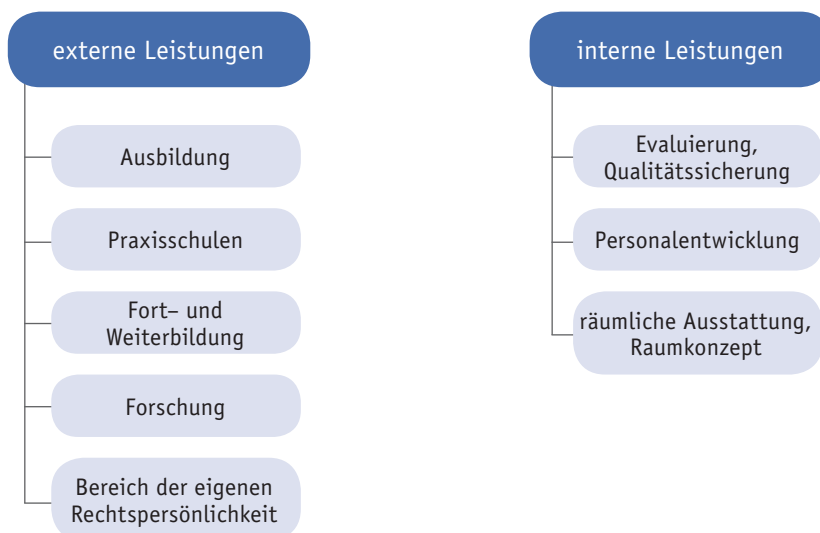 externe Leistungen
Ausbildung
Praxisschulen
Fort– und
Weiterbildung
Forschung
Bereich der eigenen
Rechtspersönlichkeit
interne Leistungen
Evaluierung,
Qualitätssicherung
Personalentwicklung
räumliche Ausstattung,
Raumkonzept